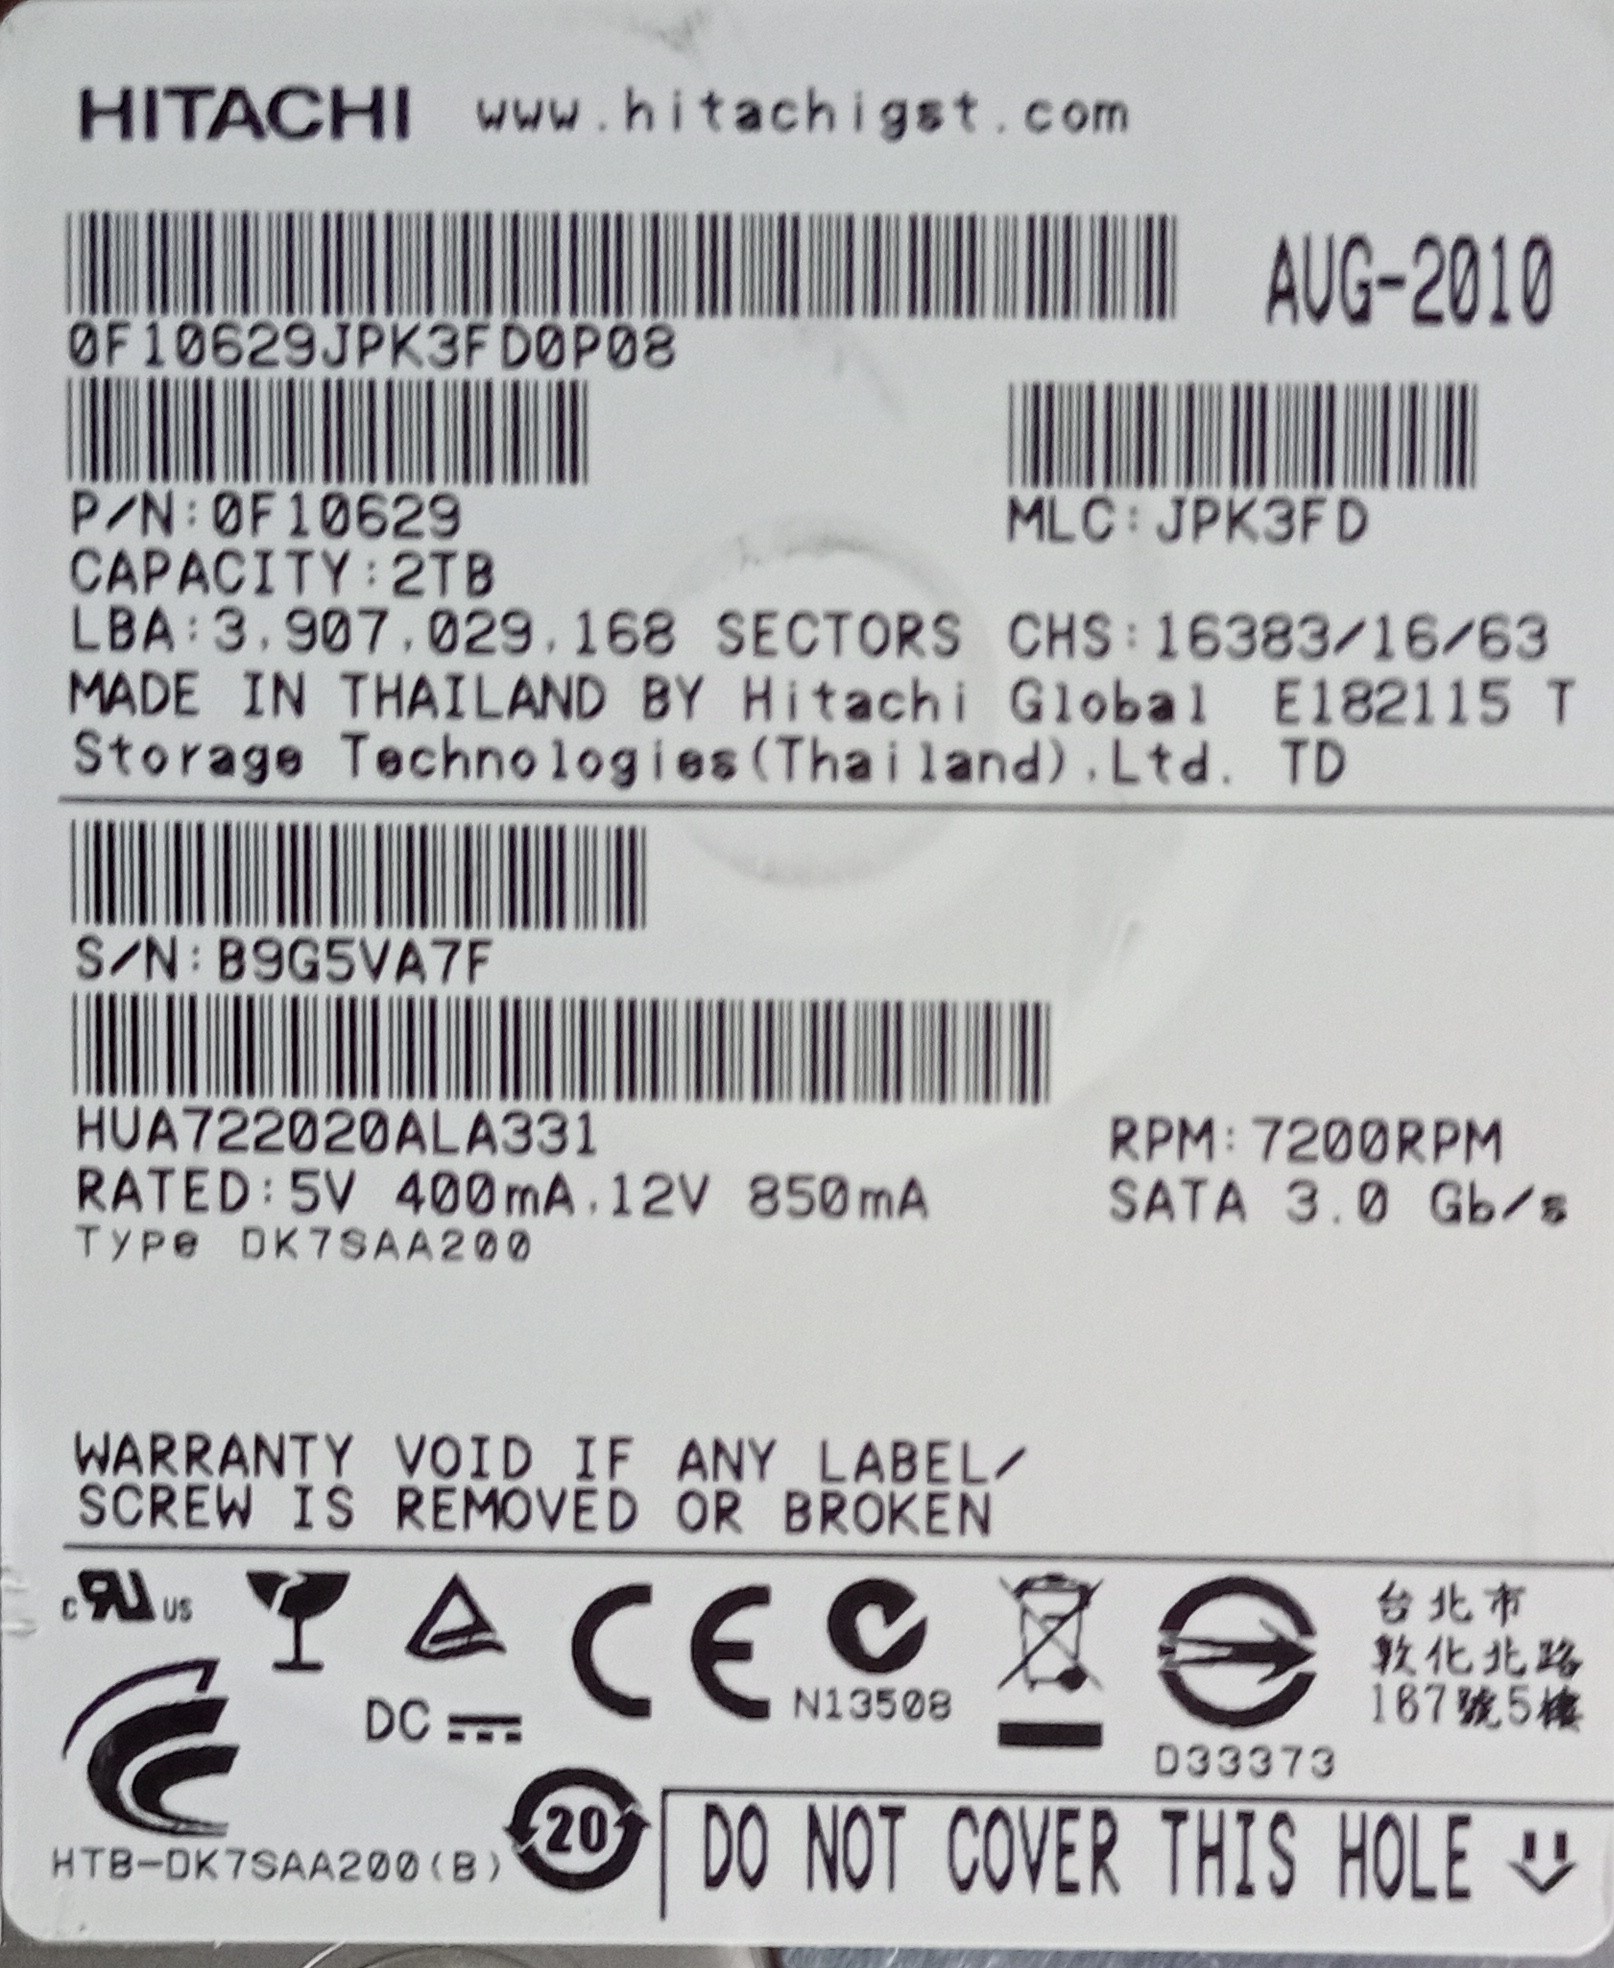 HITACHI www.hitachigst.com
AUG-2010
0F10629JPK3FD0P08
P/N:0F10629 MLC:JPK3FD
CAPACITY:2TB
LBA:3,907,029,168 SECTORS CHS:16383/16/63
MADE IN THAILAND BY Hitachi Global E182115 T
Storage Technologies(Thailand),Ltd. TD
S/N:B9G5VA7F
HUA722020ALA331 RPM:7200RPM
RATED:5V 400mA,12V 850mA SATA 3.0 Gb/s
Type DK7SAA200
WARRANTY VOID IF ANY LABEL/
SCREW IS REMOVED OR BROKEN
c RU US
CE
台北市
敦化北路
167號5樓
DC
N13508
D33373
20
HTB-DK7SAA200(B)
DO NOT COVER THIS HOLE